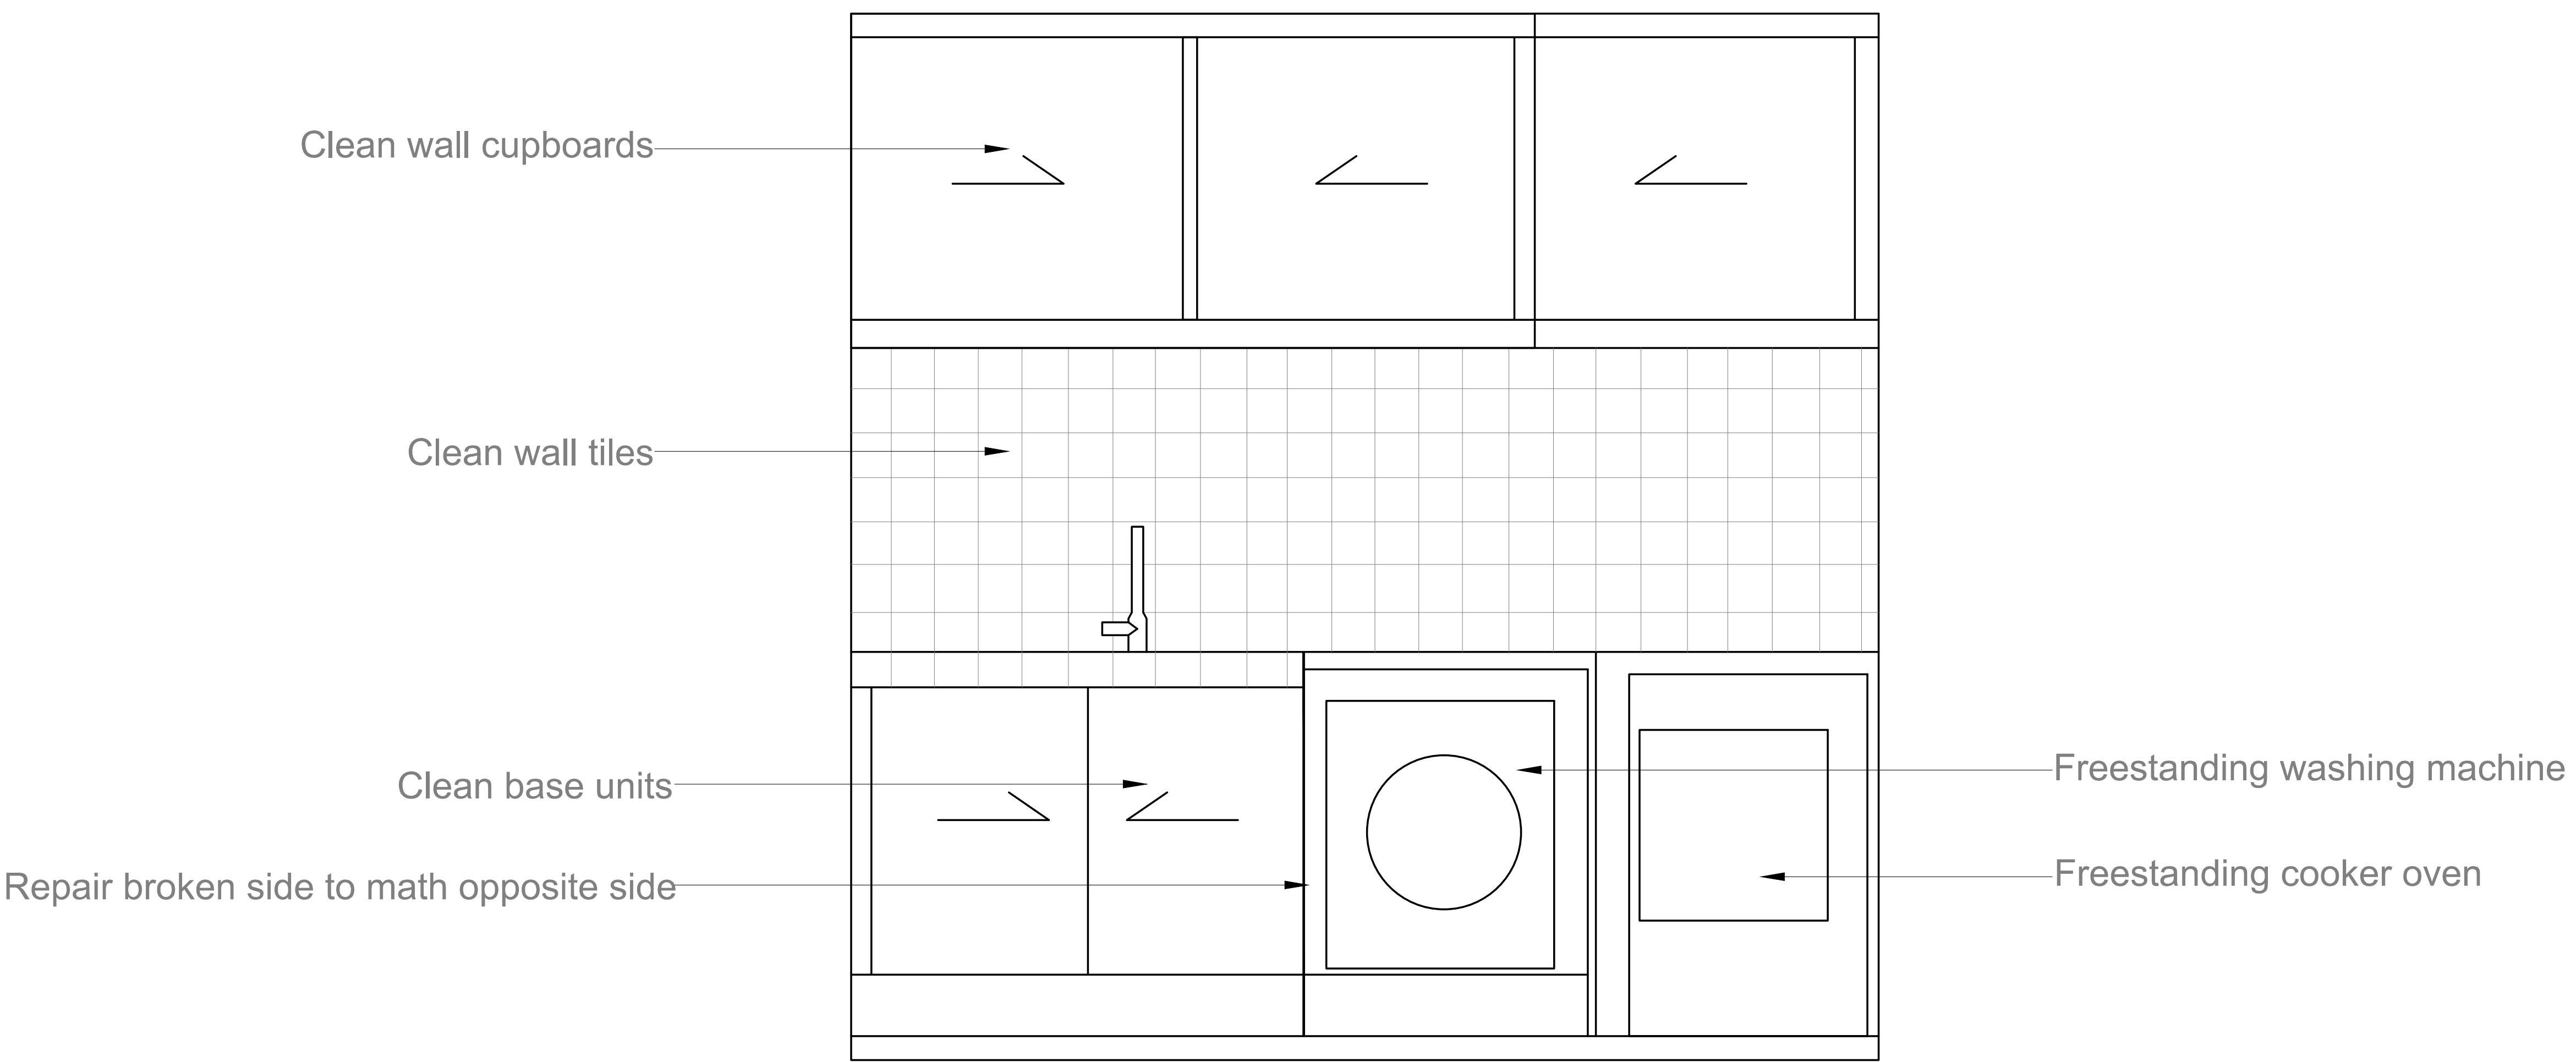 Clean wall cupboards
Clean wall tiles
Clean base units
Freestanding washing machine
Repair broken side to math opposite side
Freestanding cooker oven